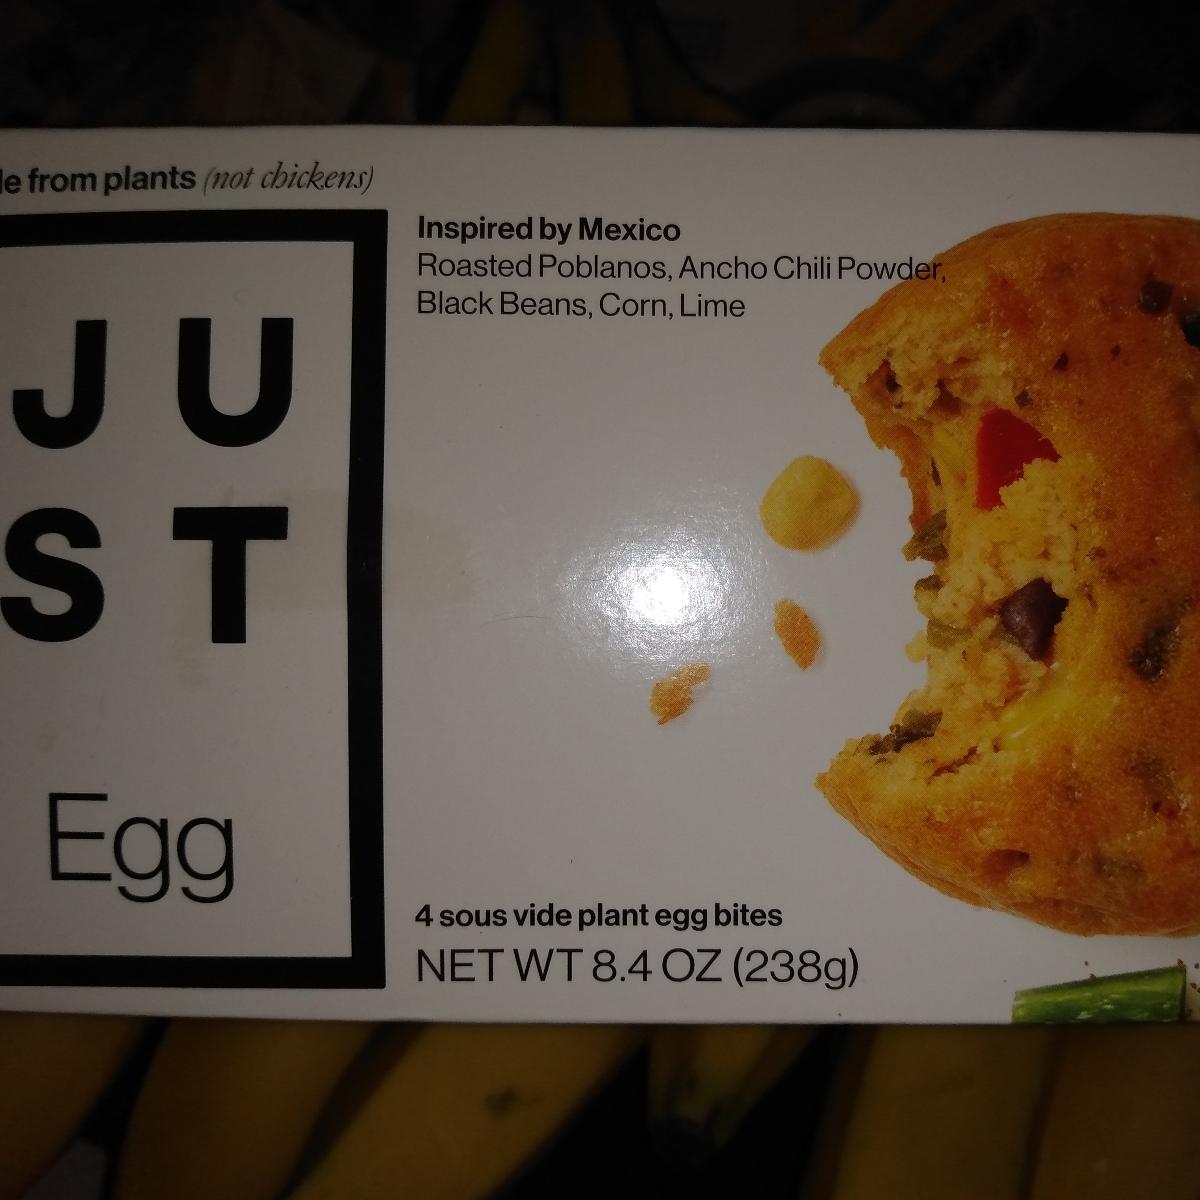 le from plants (not chickens)
JU
ST
Egg
Inspired by Mexico
Roasted Poblanos, Ancho Chili Powder,
Black Beans, Corn, Lime
4 sous vide plant egg bites
NET WT 8.4 OZ (238g)